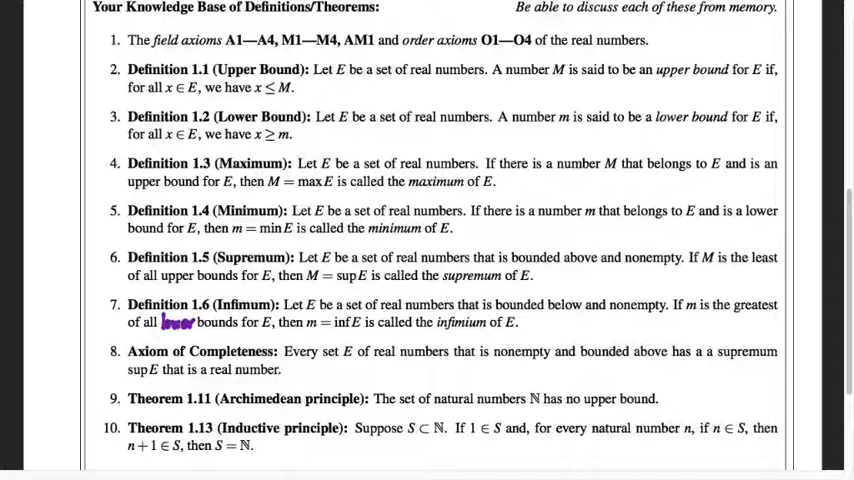 Your Knowledge Base of Definitions/Theorems: Be able to discuss each of these from memory.
1. The field axioms A1—A4, M1—M4, AM1 and order axioms O1—O4 of the real numbers.
2. Definition 1.1 (Upper Bound): Let E be a set of real numbers. A number M is said to be an upper bound for E if,
for all x ∈ E, we have x ≤ M.
3. Definition 1.2 (Lower Bound): Let E be a set of real numbers. A number m is said to be a lower bound for E if,
for all x ∈ E, we have x ≥ m.
4. Definition 1.3 (Maximum): Let E be a set of real numbers. If there is a number M that belongs to E and is an
upper bound for E, then M = max E is called the maximum of E.
5. Definition 1.4 (Minimum): Let E be a set of real numbers. If there is a number m that belongs to E and is a lower
bound for E, then m = min E is called the minimum of E.
6. Definition 1.5 (Supremum): Let E be a set of real numbers that is bounded above and nonempty. If M is the least
of all upper bounds for E, then M = sup E is called the supremum of E.
7. Definition 1.6 (Infimum): Let E be a set of real numbers that is bounded below and nonempty. If m is the greatest
of all lower bounds for E, then m = inf E is called the infimium of E.
8. Axiom of Completeness: Every set E of real numbers that is nonempty and bounded above has a a supremum
sup E that is a real number.
9. Theorem 1.11 (Archimedean principle): The set of natural numbers ℕ has no upper bound.
10. Theorem 1.13 (Inductive principle): Suppose S ⊂ ℕ. If 1 ∈ S and, for every natural number n, if n ∈ S, then
n + 1 ∈ S, then S = ℕ.